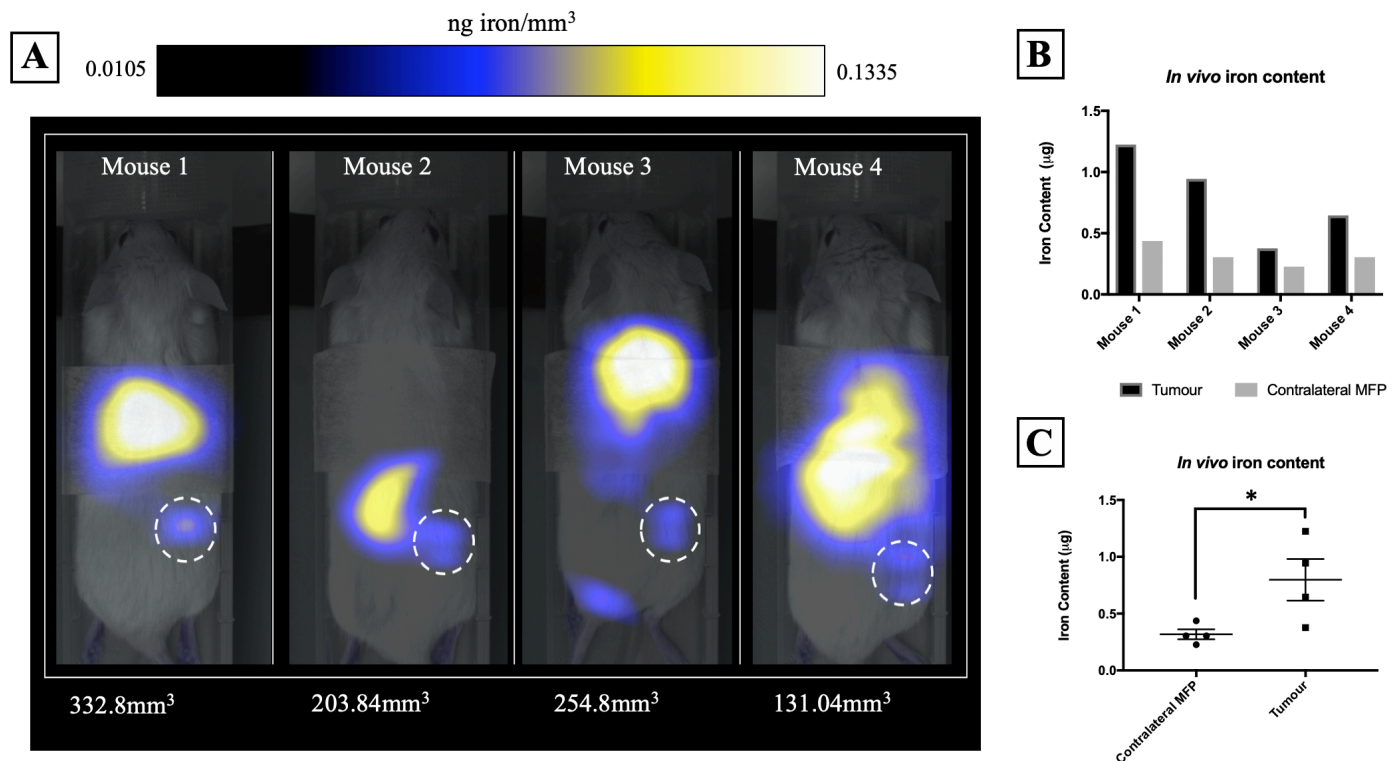 A
ng iron/mm³
0.0105
0.1335
Mouse 1
Mouse 2
Mouse 3
Mouse 4
332.8mm³
203.84mm³
254.8mm³
131.04mm³
B
In vivo iron content
Iron Content (μg)
1.5
1.0
0.5
0.0
Mouse 1
Mouse 2
Mouse 3
Mouse 4
Tumour
Contralateral MFP
C
In vivo iron content
Iron Content (μg)
1.5
1.0
0.5
0.0
*
Contralateral MFP
Tumour